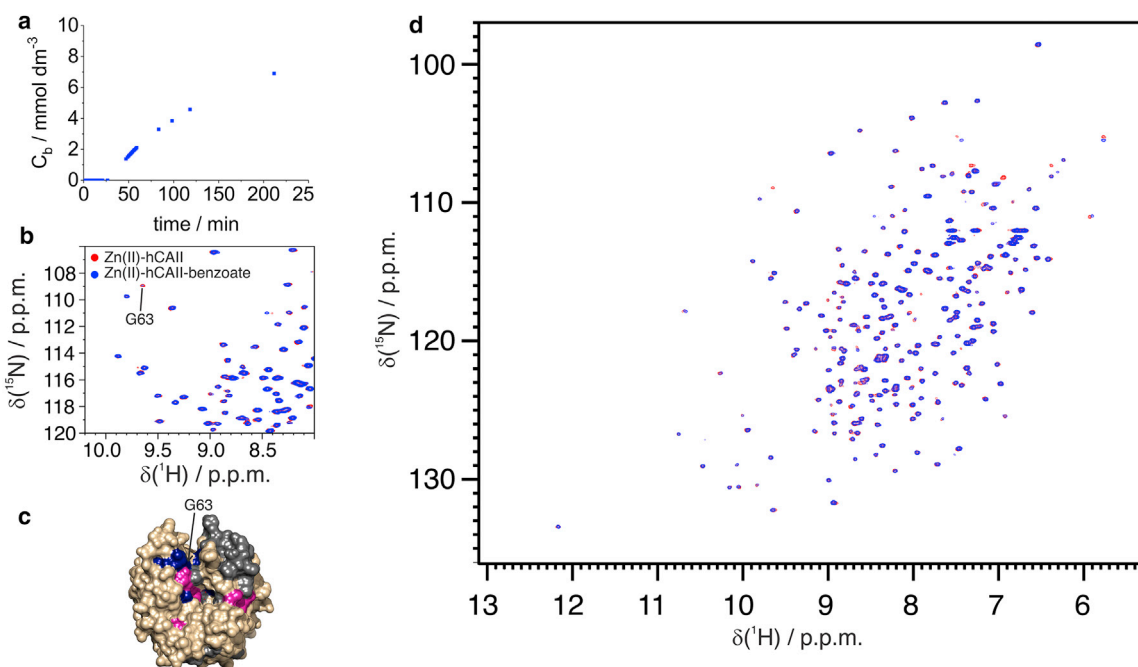 a
10
8
6
4
2
0
C_b / mmol dm⁻³
0 50 100 150 200 25
time / min
b
Zn(II)-hCAII
Zn(II)-hCAII-benzoate
G63
108
110
112
114
116
118
120
δ(¹⁵N) / p.p.m.
10.0 9.5 9.0 8.5
δ(¹H) / p.p.m.
c
G63
d
100
110
120
130
δ(¹⁵N) / p.p.m.
13 12 11 10 9 8 7 6
δ(¹H) / p.p.m.